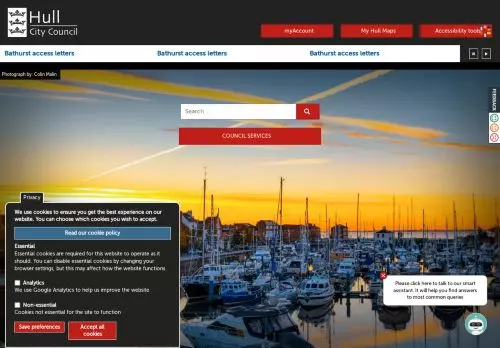 Hull
City Council
myAccount
My Hull Maps
Accessibility tools
Bathurst access letters
Bathurst access letters
Bathurst access letters
Photograph by: Colin Malin
FEEDBACK
Search ...
COUNCIL SERVICES
Privacy
We use cookies to ensure you get the best experience on our
website. You can choose which cookies you wish to accept.
Read our cookie policy
Essential
Essential cookies are required for this website to operate as it
should. You can disable essential cookies by changing your
browser settings, but this may affect how the website functions
Analytics
We use Google Analytics to help us improve the website
Non-essential
Cookies not essential for the site to function
Save preferences
Accept all
cookies
Please click here to talk to our smart
assistant. It will help you find answers
to most common queries